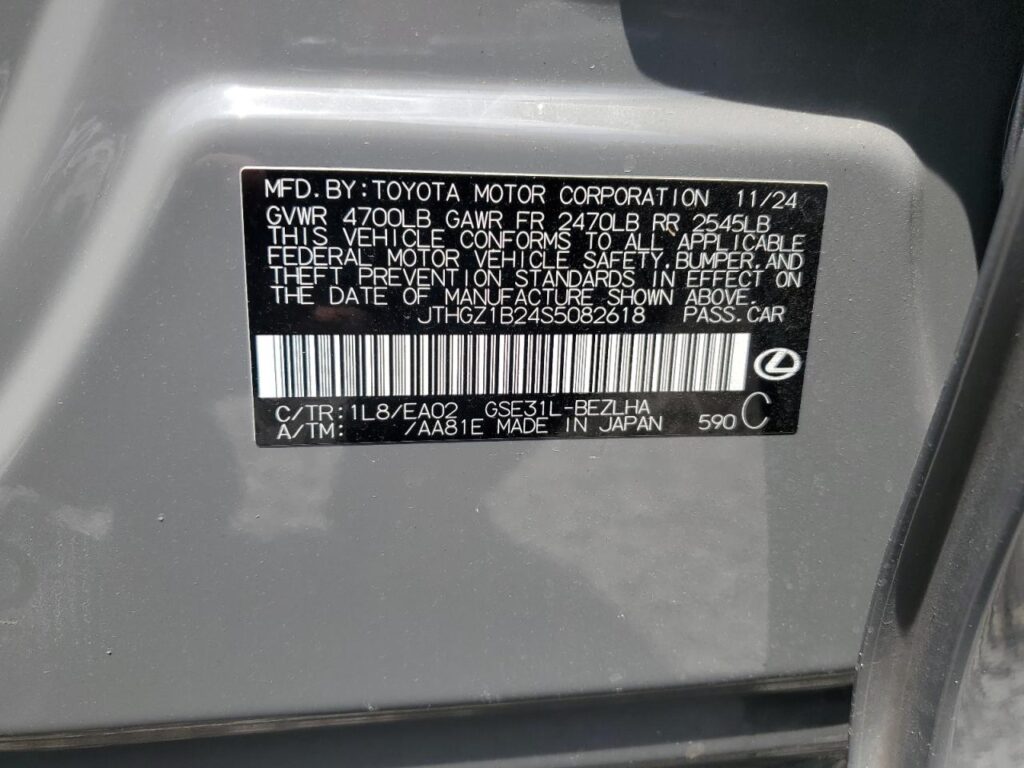 MFD.BY:TOYOTA MOTOR CORPORATION 11/24
GVWR 4700LB GAWR FR 2470LB RR 2545LB
THIS VEHICLE CONFORMS TO ALL APPLICABLE
FEDERAL MOTOR VEHICLE SAFETY,BUMPER,AND
THEFT PREVENTION STANDARDS IN EFFECT ON
THE DATE OF MANUFACTURE SHOWN ABOVE.
JTHGZ1B24S5082618 PASS.CAR
C/TR:1L8/EA02 GSE31L-BEZLHA
A/TM: /AA81E MADE IN JAPAN 590 C